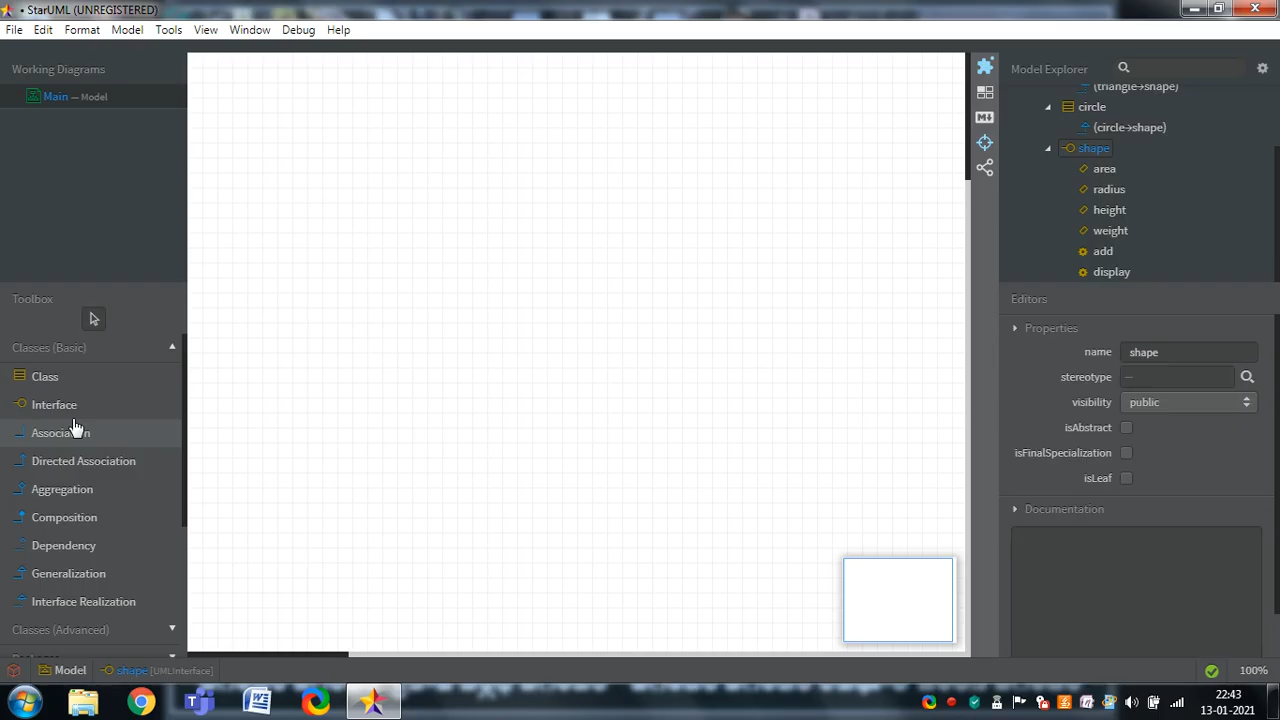 • StarUML (UNREGISTERED)
File Edit Format Model Tools View Window Debug Help
Working Diagrams
Main — Model
Toolbox
Classes (Basic)
Class
Interface
Association
Directed Association
Aggregation
Composition
Dependency
Generalization
Interface Realization
Classes (Advanced)
M↓
Model Explorer
(triangle→shape)
circle
(circle→shape)
shape
area
radius
height
weight
add
display
Editors
Properties
name shape
stereotype —
visibility public
isAbstract
isFinalSpecialization
isLeaf
Documentation
Model shape [UMLInterface] 100%
22:43
13-01-2021